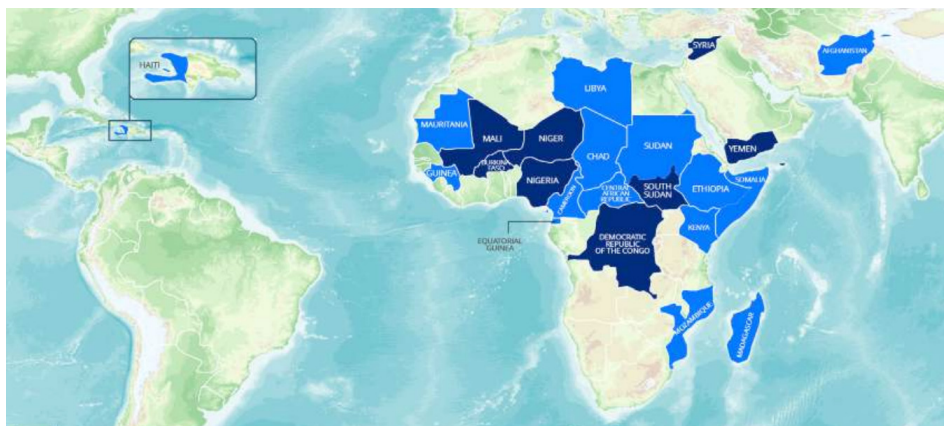 HAITI
SYRIA
AFGHANISTAN
LIBYA
MAURITANIA
MALI
NIGER
CHAD
SUDAN
YEMEN
BURKINA
FASO
GUINEA
NIGERIA
CAMEROON
CENTRAL
AFRICAN
REPUBLIC
SOUTH
SUDAN
ETHIOPIA
SOMALIA
KENYA
EQUATORIAL
GUINEA
DEMOCRATIC
REPUBLIC
OF THE CONGO
MOZAMBIQUE
MADAGASCAR